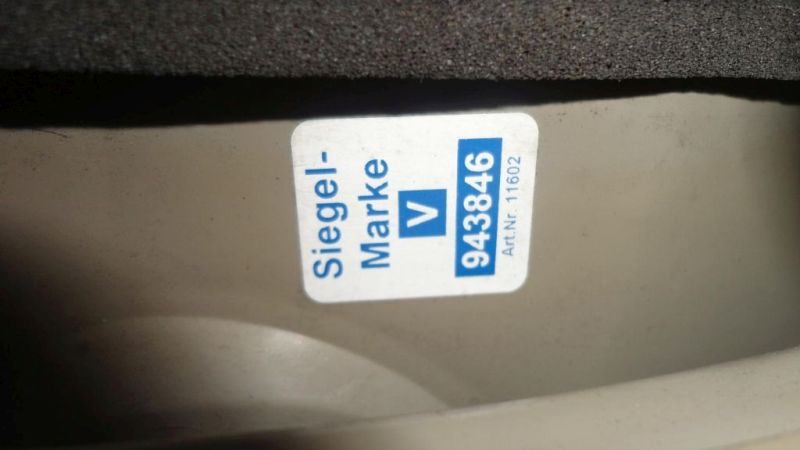 Siegel-
Marke
V
943846
Art.Nr. 11602